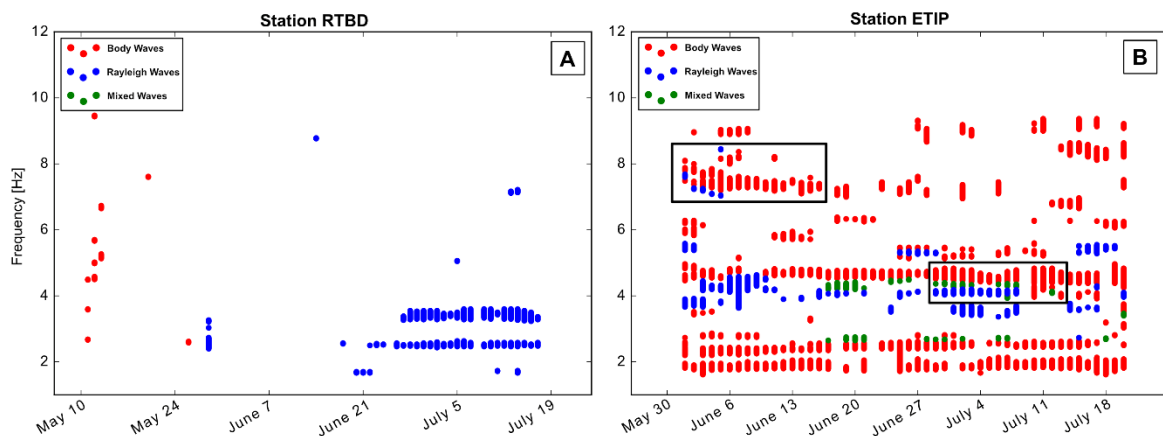 Station RTBD
Station ETIP
12
10
8
6
4
2
Frequency [Hz]
Body Waves
Rayleigh Waves
Mixed Waves
A
May 10
May 24
June 7
June 21
July 5
July 19
12
10
8
6
4
2
Body Waves
Rayleigh Waves
Mixed Waves
B
May 30
June 6
June 13
June 20
June 27
July 4
July 11
July 18